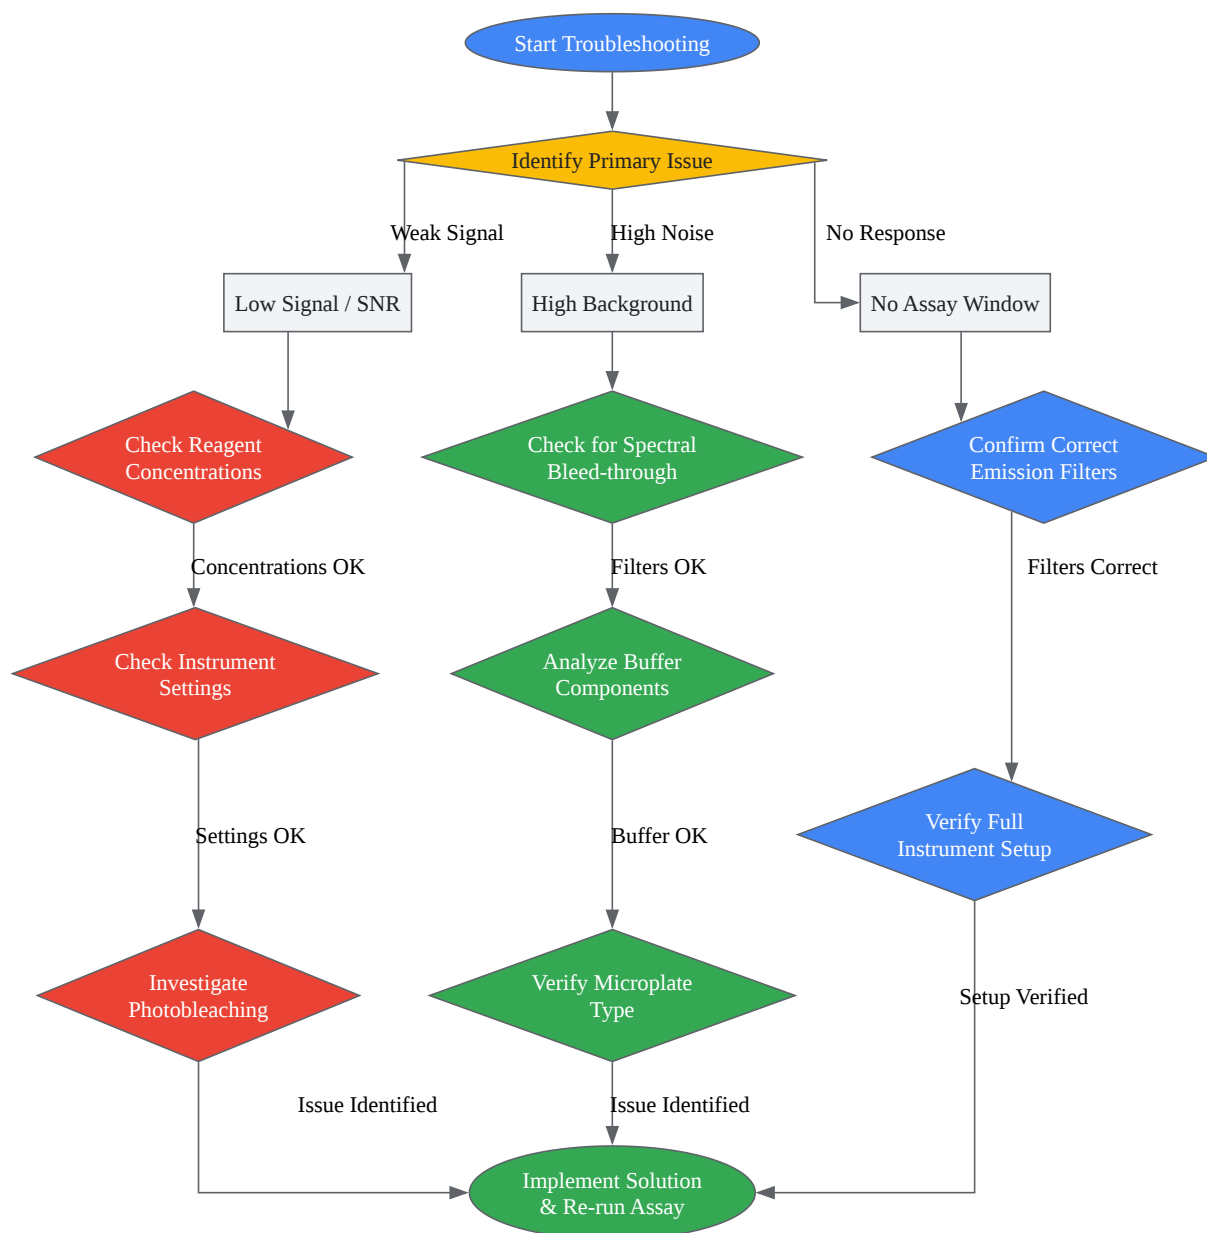 Start Troubleshooting
Identify Primary Issue
Weak Signal
High Noise
No Response
Low Signal / SNR
High Background
No Assay Window
Check Reagent
Concentrations
Check for Spectral
Bleed-through
Confirm Correct
Emission Filters
Concentrations OK
Filters OK
Filters Correct
Check Instrument
Settings
Analyze Buffer
Components
Settings OK
Buffer OK
Verify Full
Instrument Setup
Investigate
Photobleaching
Verify Microplate
Type
Setup Verified
Issue Identified
Issue Identified
Implement Solution
& Re-run Assay